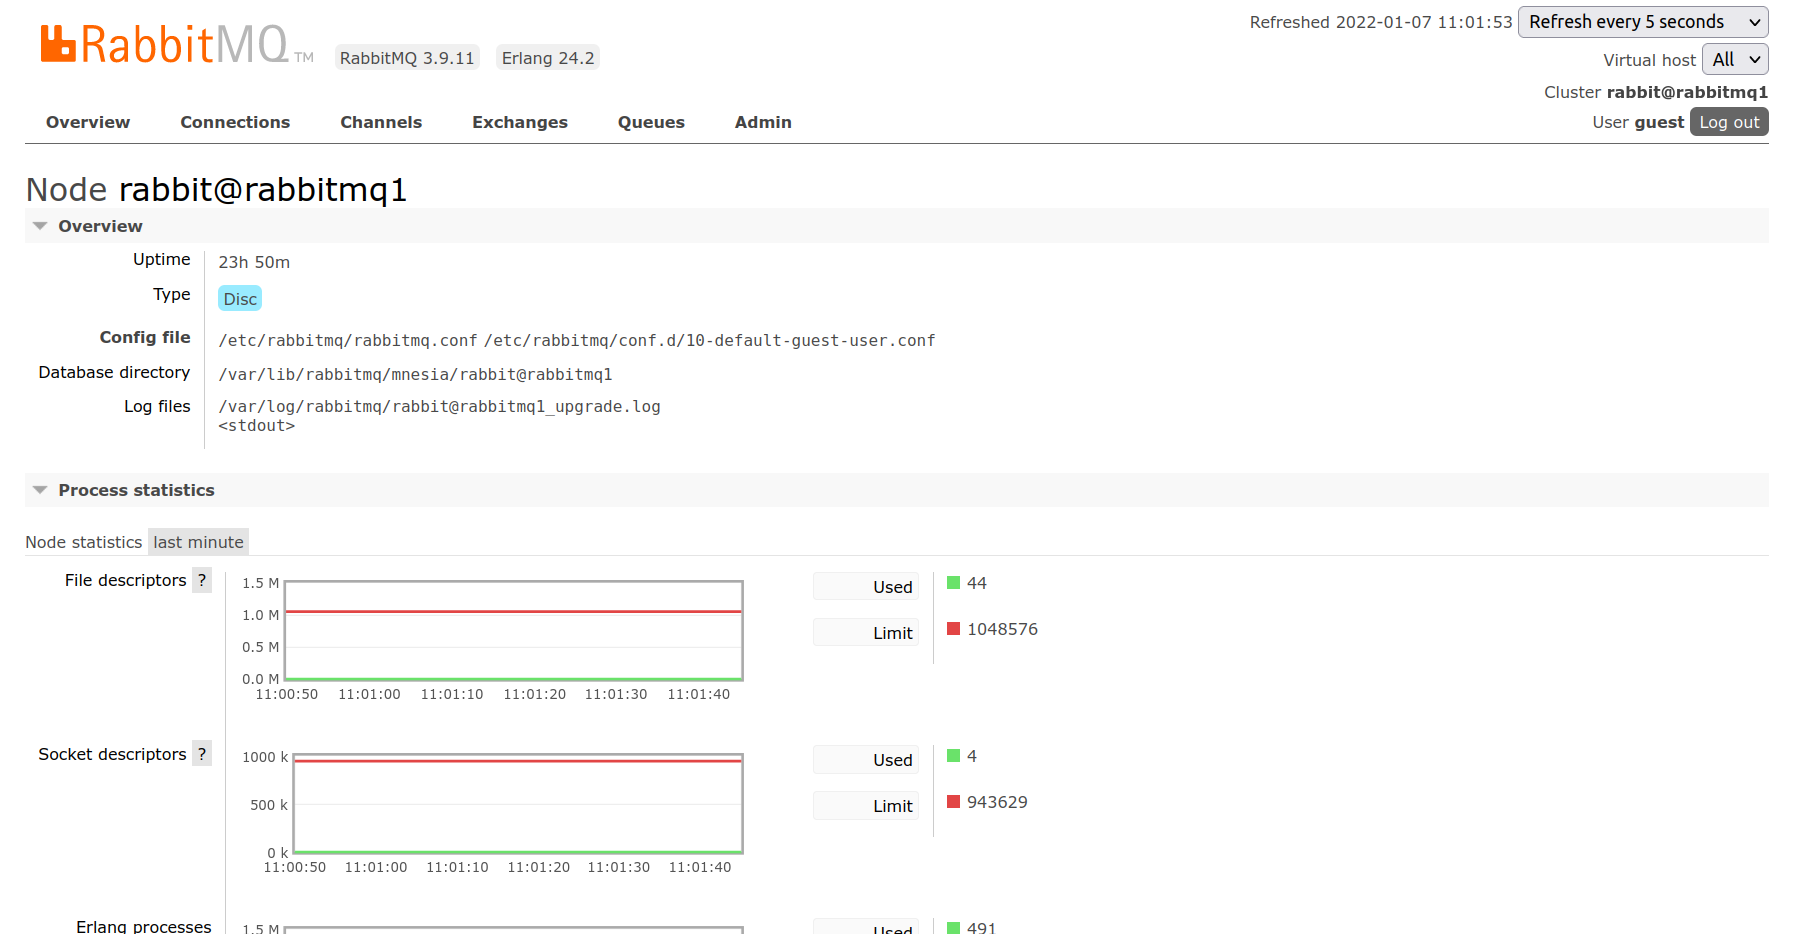 RabbitMQ TM
RabbitMQ 3.9.11
Erlang 24.2
Refreshed 2022-01-07 11:01:53 Refresh every 5 seconds
Virtual host All
Cluster rabbit@rabbitmq1
User guest Log out
Overview Connections Channels Exchanges Queues Admin
Node rabbit@rabbitmq1
Overview
Uptime 23h 50m
Type Disc
Config file /etc/rabbitmq/rabbitmq.conf /etc/rabbitmq/conf.d/10-default-guest-user.conf
Database directory /var/lib/rabbitmq/mnesia/rabbit@rabbitmq1
Log files /var/log/rabbitmq/rabbit@rabbitmq1_upgrade.log
<stdout>
Process statistics
Node statistics last minute
File descriptors ?
1.5 M
1.0 M
0.5 M
0.0 M
11:00:50 11:01:00 11:01:10 11:01:20 11:01:30 11:01:40
Used 44
Limit 1048576
Socket descriptors ?
1000 k
500 k
0 k
11:00:50 11:01:00 11:01:10 11:01:20 11:01:30 11:01:40
Used 4
Limit 943629
Erlang processes
1.5 M
Used 491